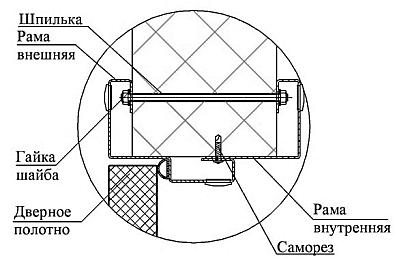 Шпилька
Рама
внешняя
Гайка
шайба
Дверное
полотно
Рама
внутренняя
Саморез